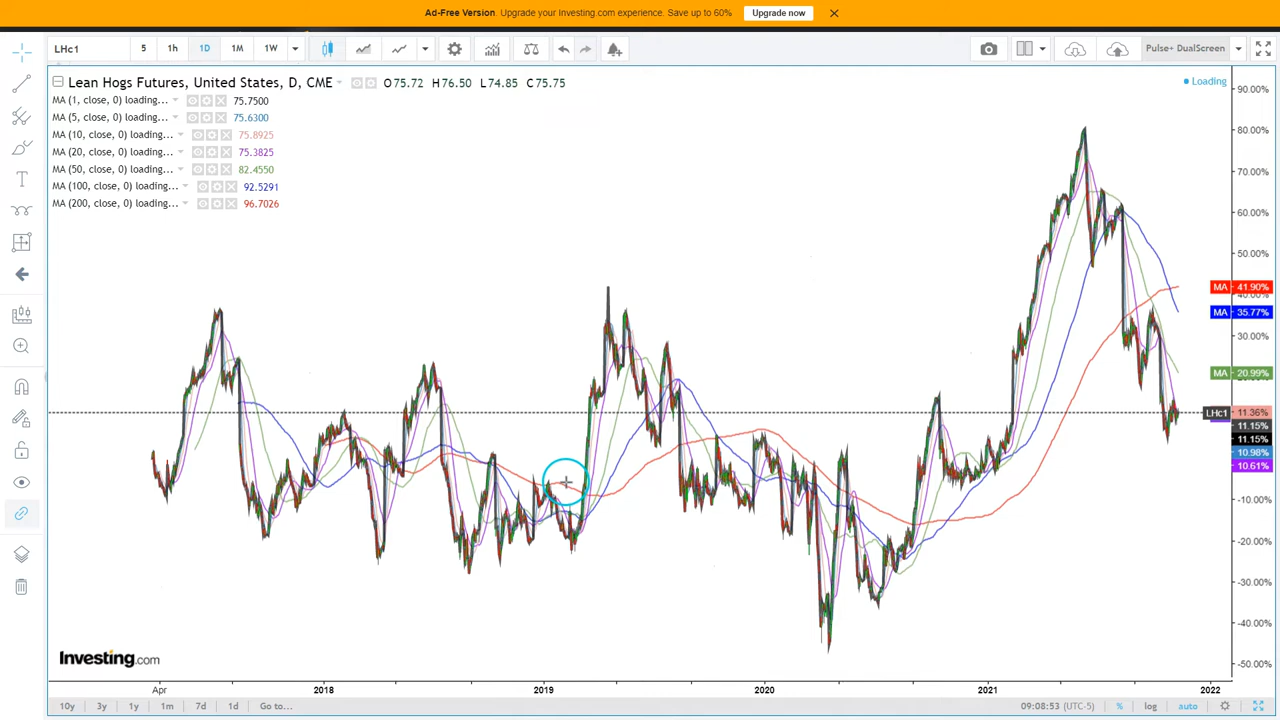 Ad-Free Version. Upgrade your Investing.com experience. Save up to 60% Upgrade now
LHc1 5 1h 1D 1M 1W Pulse+ DualScreen
Lean Hogs Futures, United States, D, CME O75.72 H76.50 L74.85 C75.75 Loading
MA (1, close, 0) loading... 75.7500
MA (5, close, 0) loading... 75.6300
MA (10, close, 0) loading... 75.8925
MA (20, close, 0) loading... 75.3825
MA (50, close, 0) loading... 82.4550
MA (100, close, 0) loading... 92.5291
MA (200, close, 0) loading... 96.7026
90.00%
80.00%
70.00%
60.00%
50.00%
MA 41.90%
40.00%
MA 35.77%
30.00%
MA 20.99%
LHc1 11.36%
11.15%
11.15%
10.98%
10.61%
-10.00%
-20.00%
-30.00%
-40.00%
-50.00%
Investing.com
Apr 2018 2019 2020 2021 2022
10y 3y 1y 1m 7d 1d Go to... 09:08:53 (UTC-5) % log auto